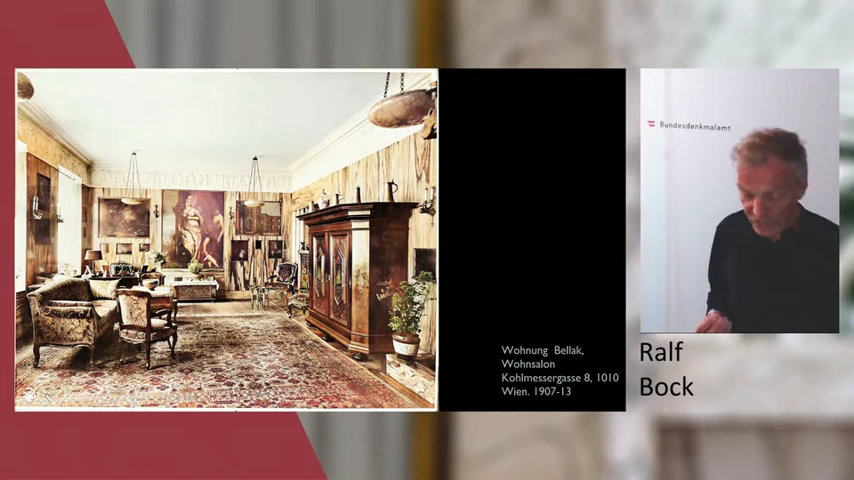 Bundesdenkmalamt
Wohnung Bellak,
Wohnsalon
Kohlmessergasse 8, 1010
Wien. 1907-13
Ralf
Bock